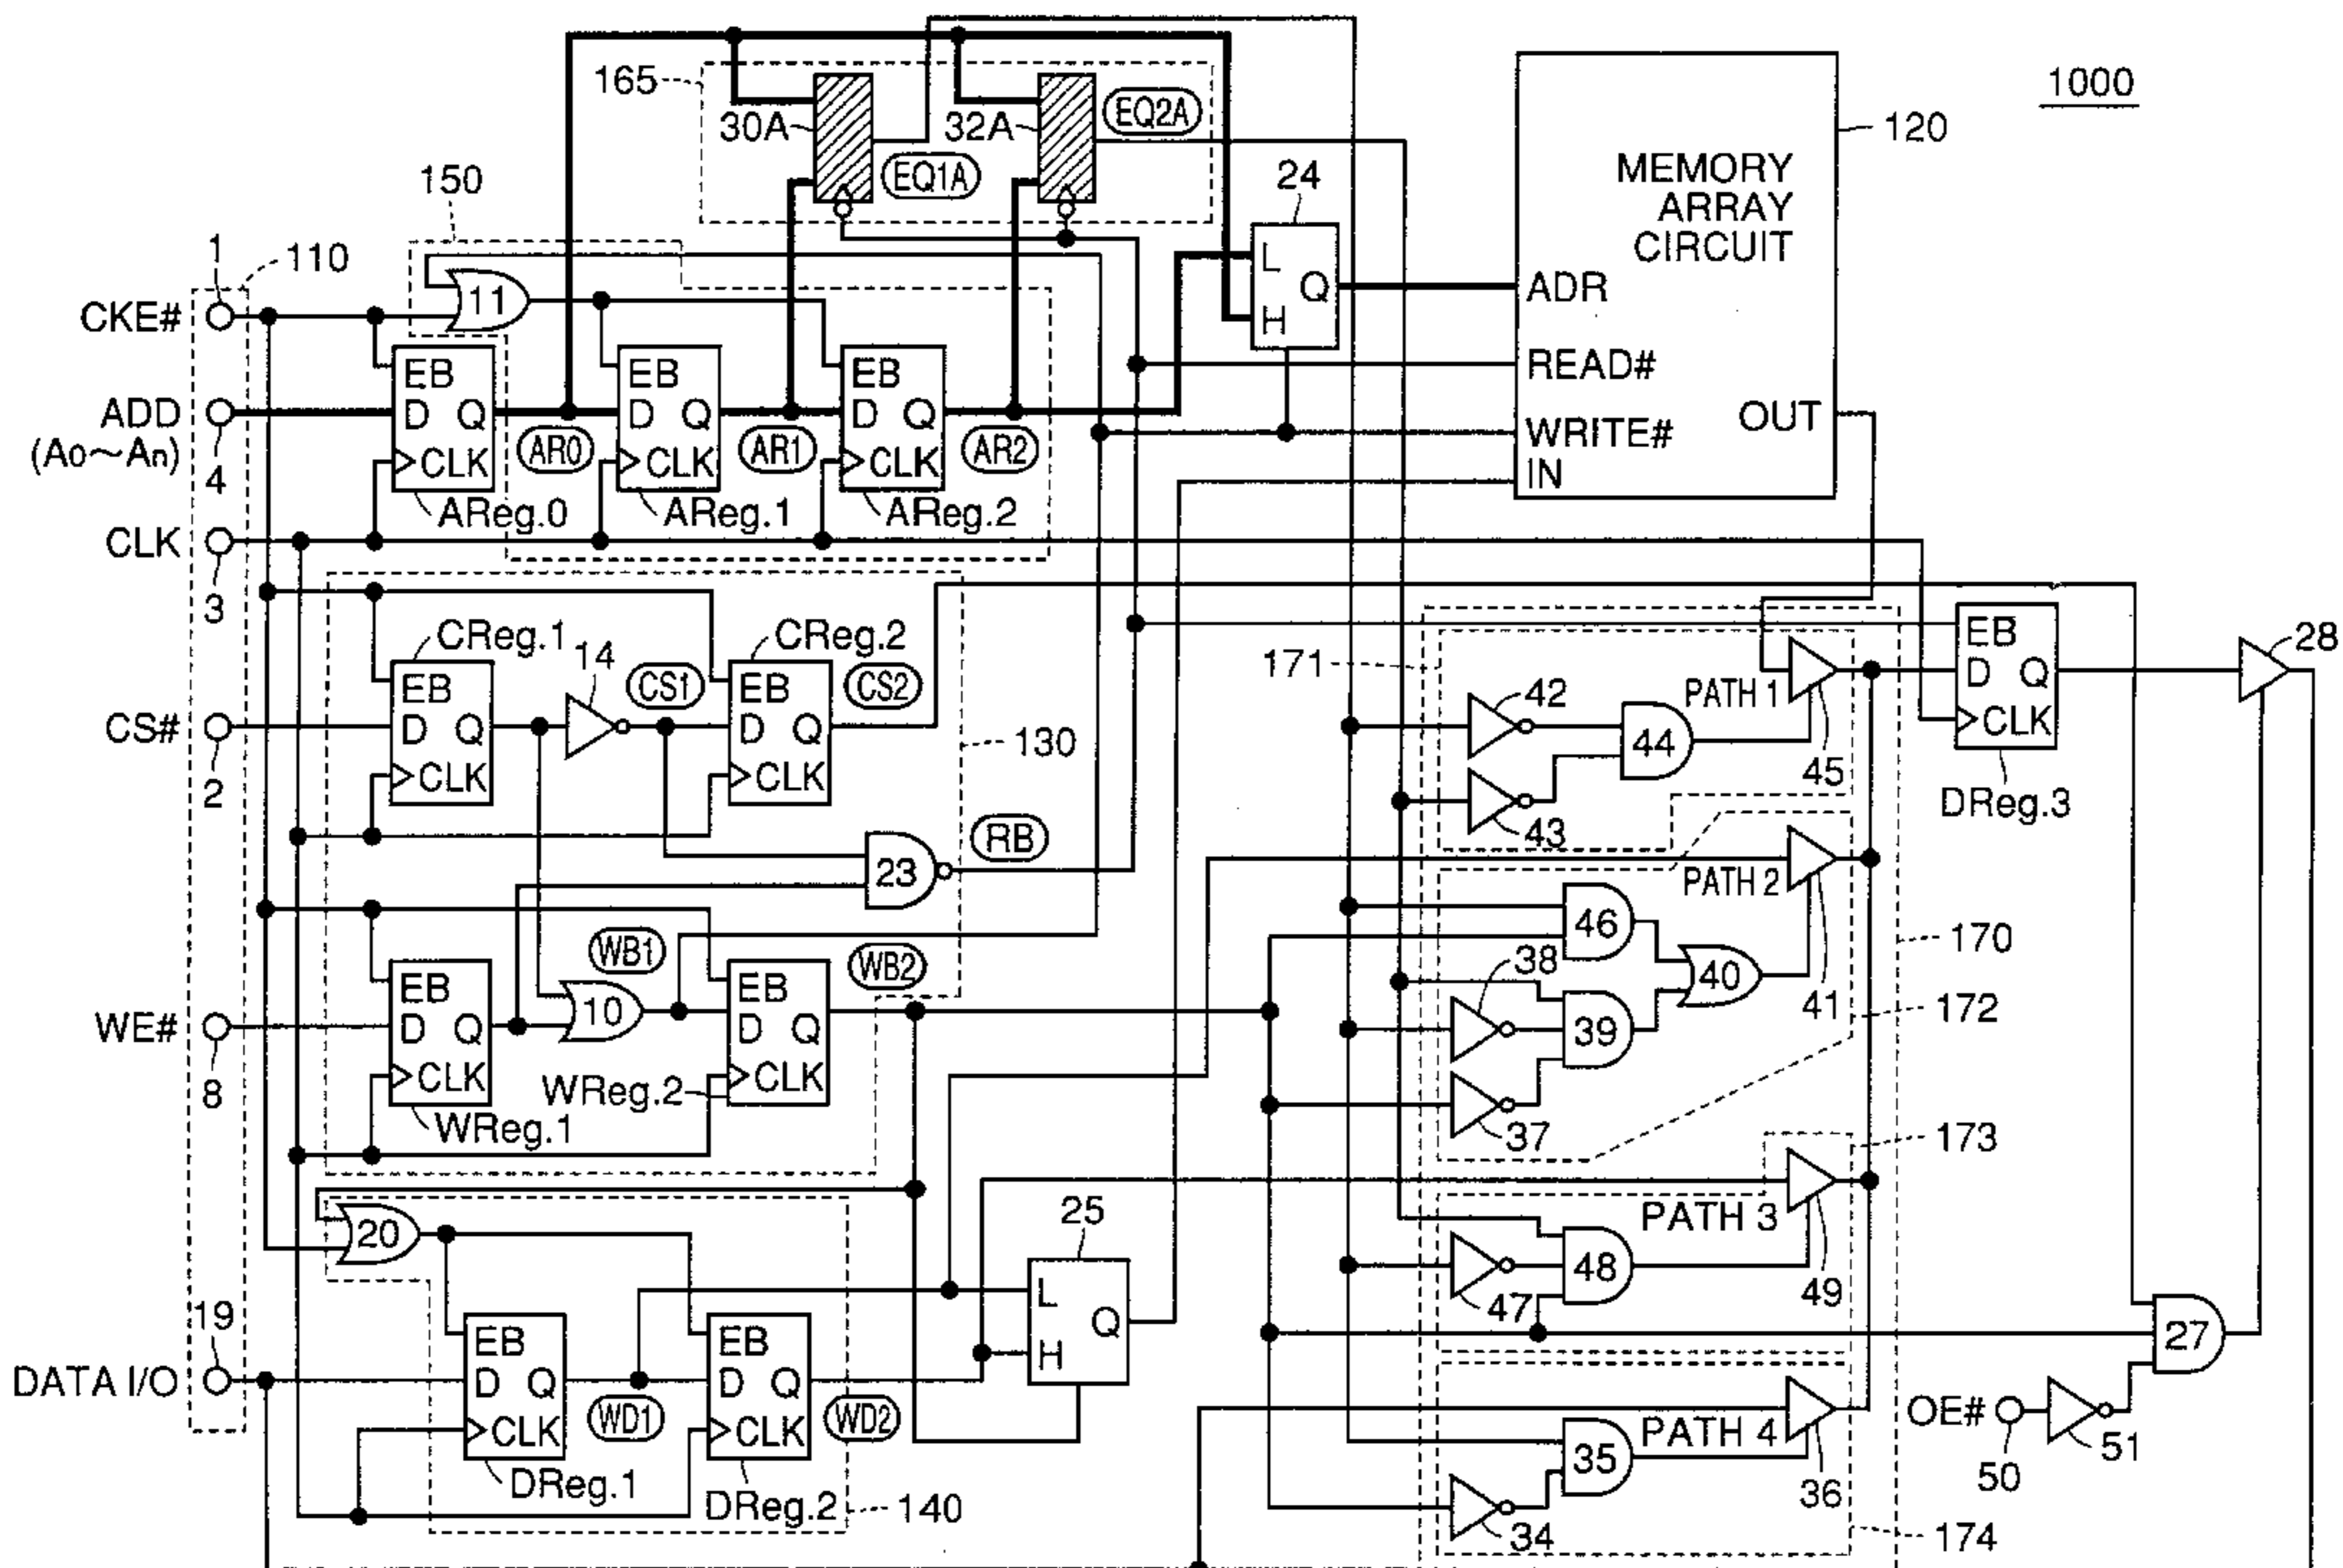 1000
165
30A
32A
EQ1A
EQ2A
120
MEMORY
ARRAY
CIRCUIT
ADR
READ#
WRITE#
IN
OUT
24
L
H
Q
150
1
110
11
CKE#
ADD
(A0~An)
4
CLK
3
EB
D Q
CLK
AR0
AReg.0
EB
D Q
CLK
AR1
AReg.1
EB
D Q
CLK
AR2
AReg.2
CReg.1
14
CS1
CReg.2
CS2
EB
D Q
CLK
EB
D Q
CLK
CS#
2
130
23
RB
WB1
WB2
EB
D Q
CLK
10
EB
D Q
CLK
WE#
8
WReg.1
WReg.2
20
19
DATA I/O
EB
D Q
CLK
WD1
DReg.1
EB
D Q
CLK
WD2
DReg.2
140
25
L
H
Q
171
42
43
44
PATH 1
45
EB
D Q
CLK
DReg.3
28
PATH 2
46
38
39
40
41
37
170
172
173
PATH 3
47
48
49
27
PATH 4
35
36
34
174
OE#
50
51